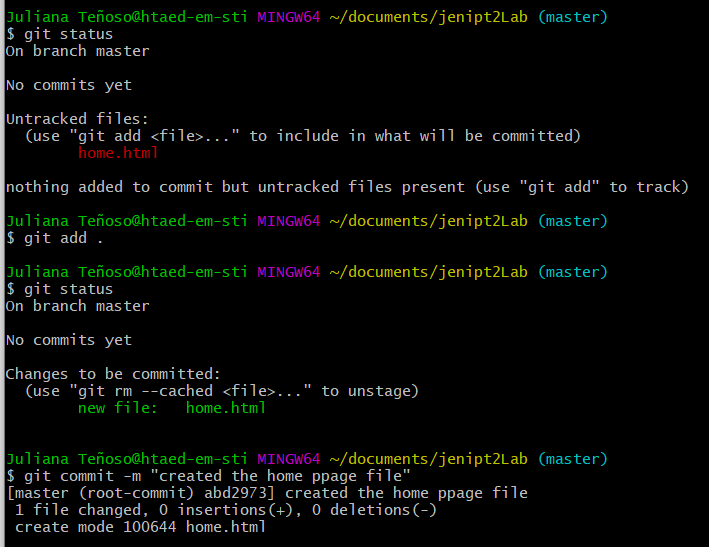 Juliana Teñoso@htaed-em-sti MINGW64 ~/documents/jenipt2Lab (master)
$ git status
On branch master
No commits yet
Untracked files:
(use "git add <file>..." to include in what will be committed)
home.html
nothing added to commit but untracked files present (use "git add" to track)
Juliana Teñoso@htaed-em-sti MINGW64 ~/documents/jenipt2Lab (master)
$ git add .
Juliana Teñoso@htaed-em-sti MINGW64 ~/documents/jenipt2Lab (master)
$ git status
On branch master
No commits yet
Changes to be committed:
(use "git rm --cached <file>..." to unstage)
new file:   home.html
Juliana Teñoso@htaed-em-sti MINGW64 ~/documents/jenipt2Lab (master)
$ git commit -m "created the home ppage file"
[master (root-commit) abd2973] created the home ppage file
1 file changed, 0 insertions(+), 0 deletions(-)
create mode 100644 home.html